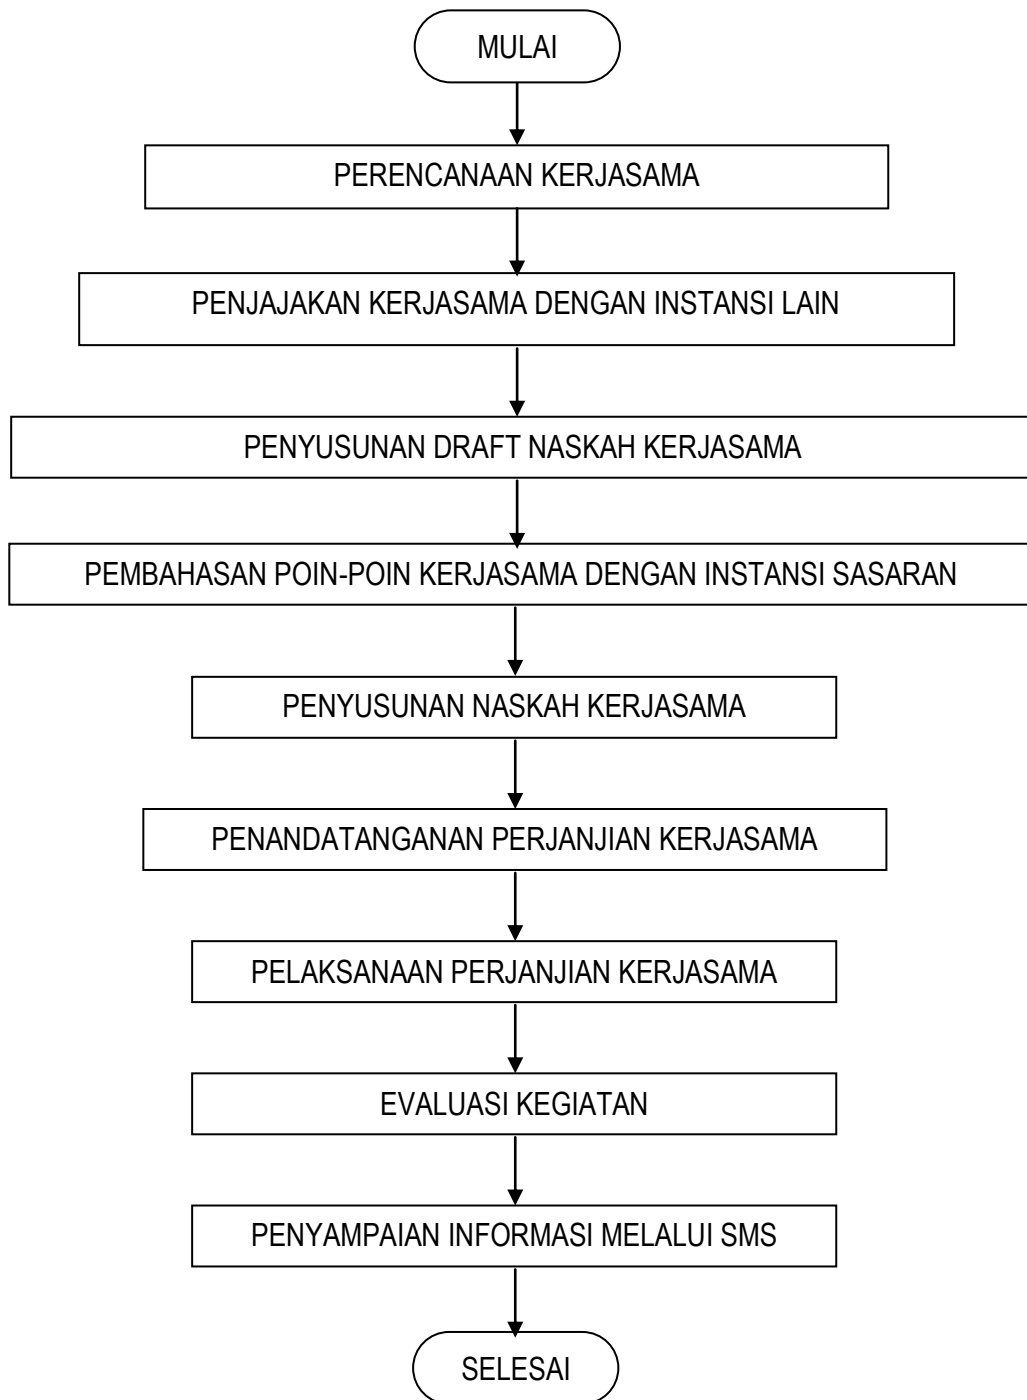 MULAI
PERENCANAAN KERJASAMA
PENJAJAKAN KERJASAMA DENGAN INSTANSI LAIN
PENYUSUNAN DRAFT NASKAH KERJASAMA
PEMBAHASAN POIN-POIN KERJASAMA DENGAN INSTANSI SASARAN
PENYUSUNAN NASKAH KERJASAMA
PENANDATANGANAN PERJANJIAN KERJASAMA
PELAKSANAAN PERJANJIAN KERJASAMA
EVALUASI KEGIATAN
PENYAMPAIAN INFORMASI MELALUI SMS
SELESAI